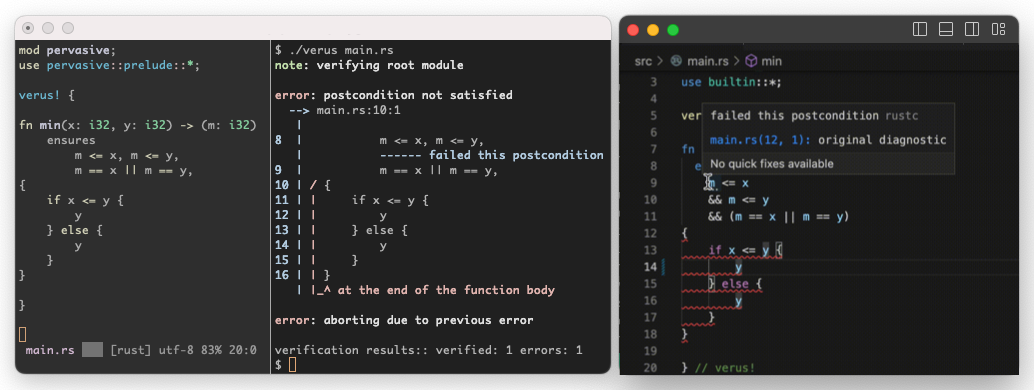 mod pervasive;
use pervasive::prelude::*;
verus! {
fn min(x: i32, y: i32) -> (m: i32)
    ensures
        m <= x, m <= y,
        m == x || m == y,
{
    if x <= y {
        y
    } else {
        y
    }
}
}
main.rs [rust] utf-8 83% 20:0
$ ./verus main.rs
note: verifying root module
error: postcondition not satisfied
  --> main.rs:10:1
   |
8  |         m <= x, m <= y,
   |         ------ failed this postcondition
9  |         m == x || m == y,
10 | / {
11 | |     if x <= y {
12 | |         y
13 | |     } else {
14 | |         y
15 | |     }
16 | | }
   | |_^ at the end of the function body
error: aborting due to previous error
verification results:: verified: 1 errors: 1
$
src > main.rs > min
3 use builtin::*;
4
5 ver
failed this postcondition rustc
main.rs(12, 1): original diagnostic
No quick fixes available
6
7 fn
8 e
9 m <= x
10 && m <= y
11 && (m == x || m == y)
12 {
13 if x <= y {
14 y
15 } else {
16 y
17 }
18 }
19
20 } // verus!